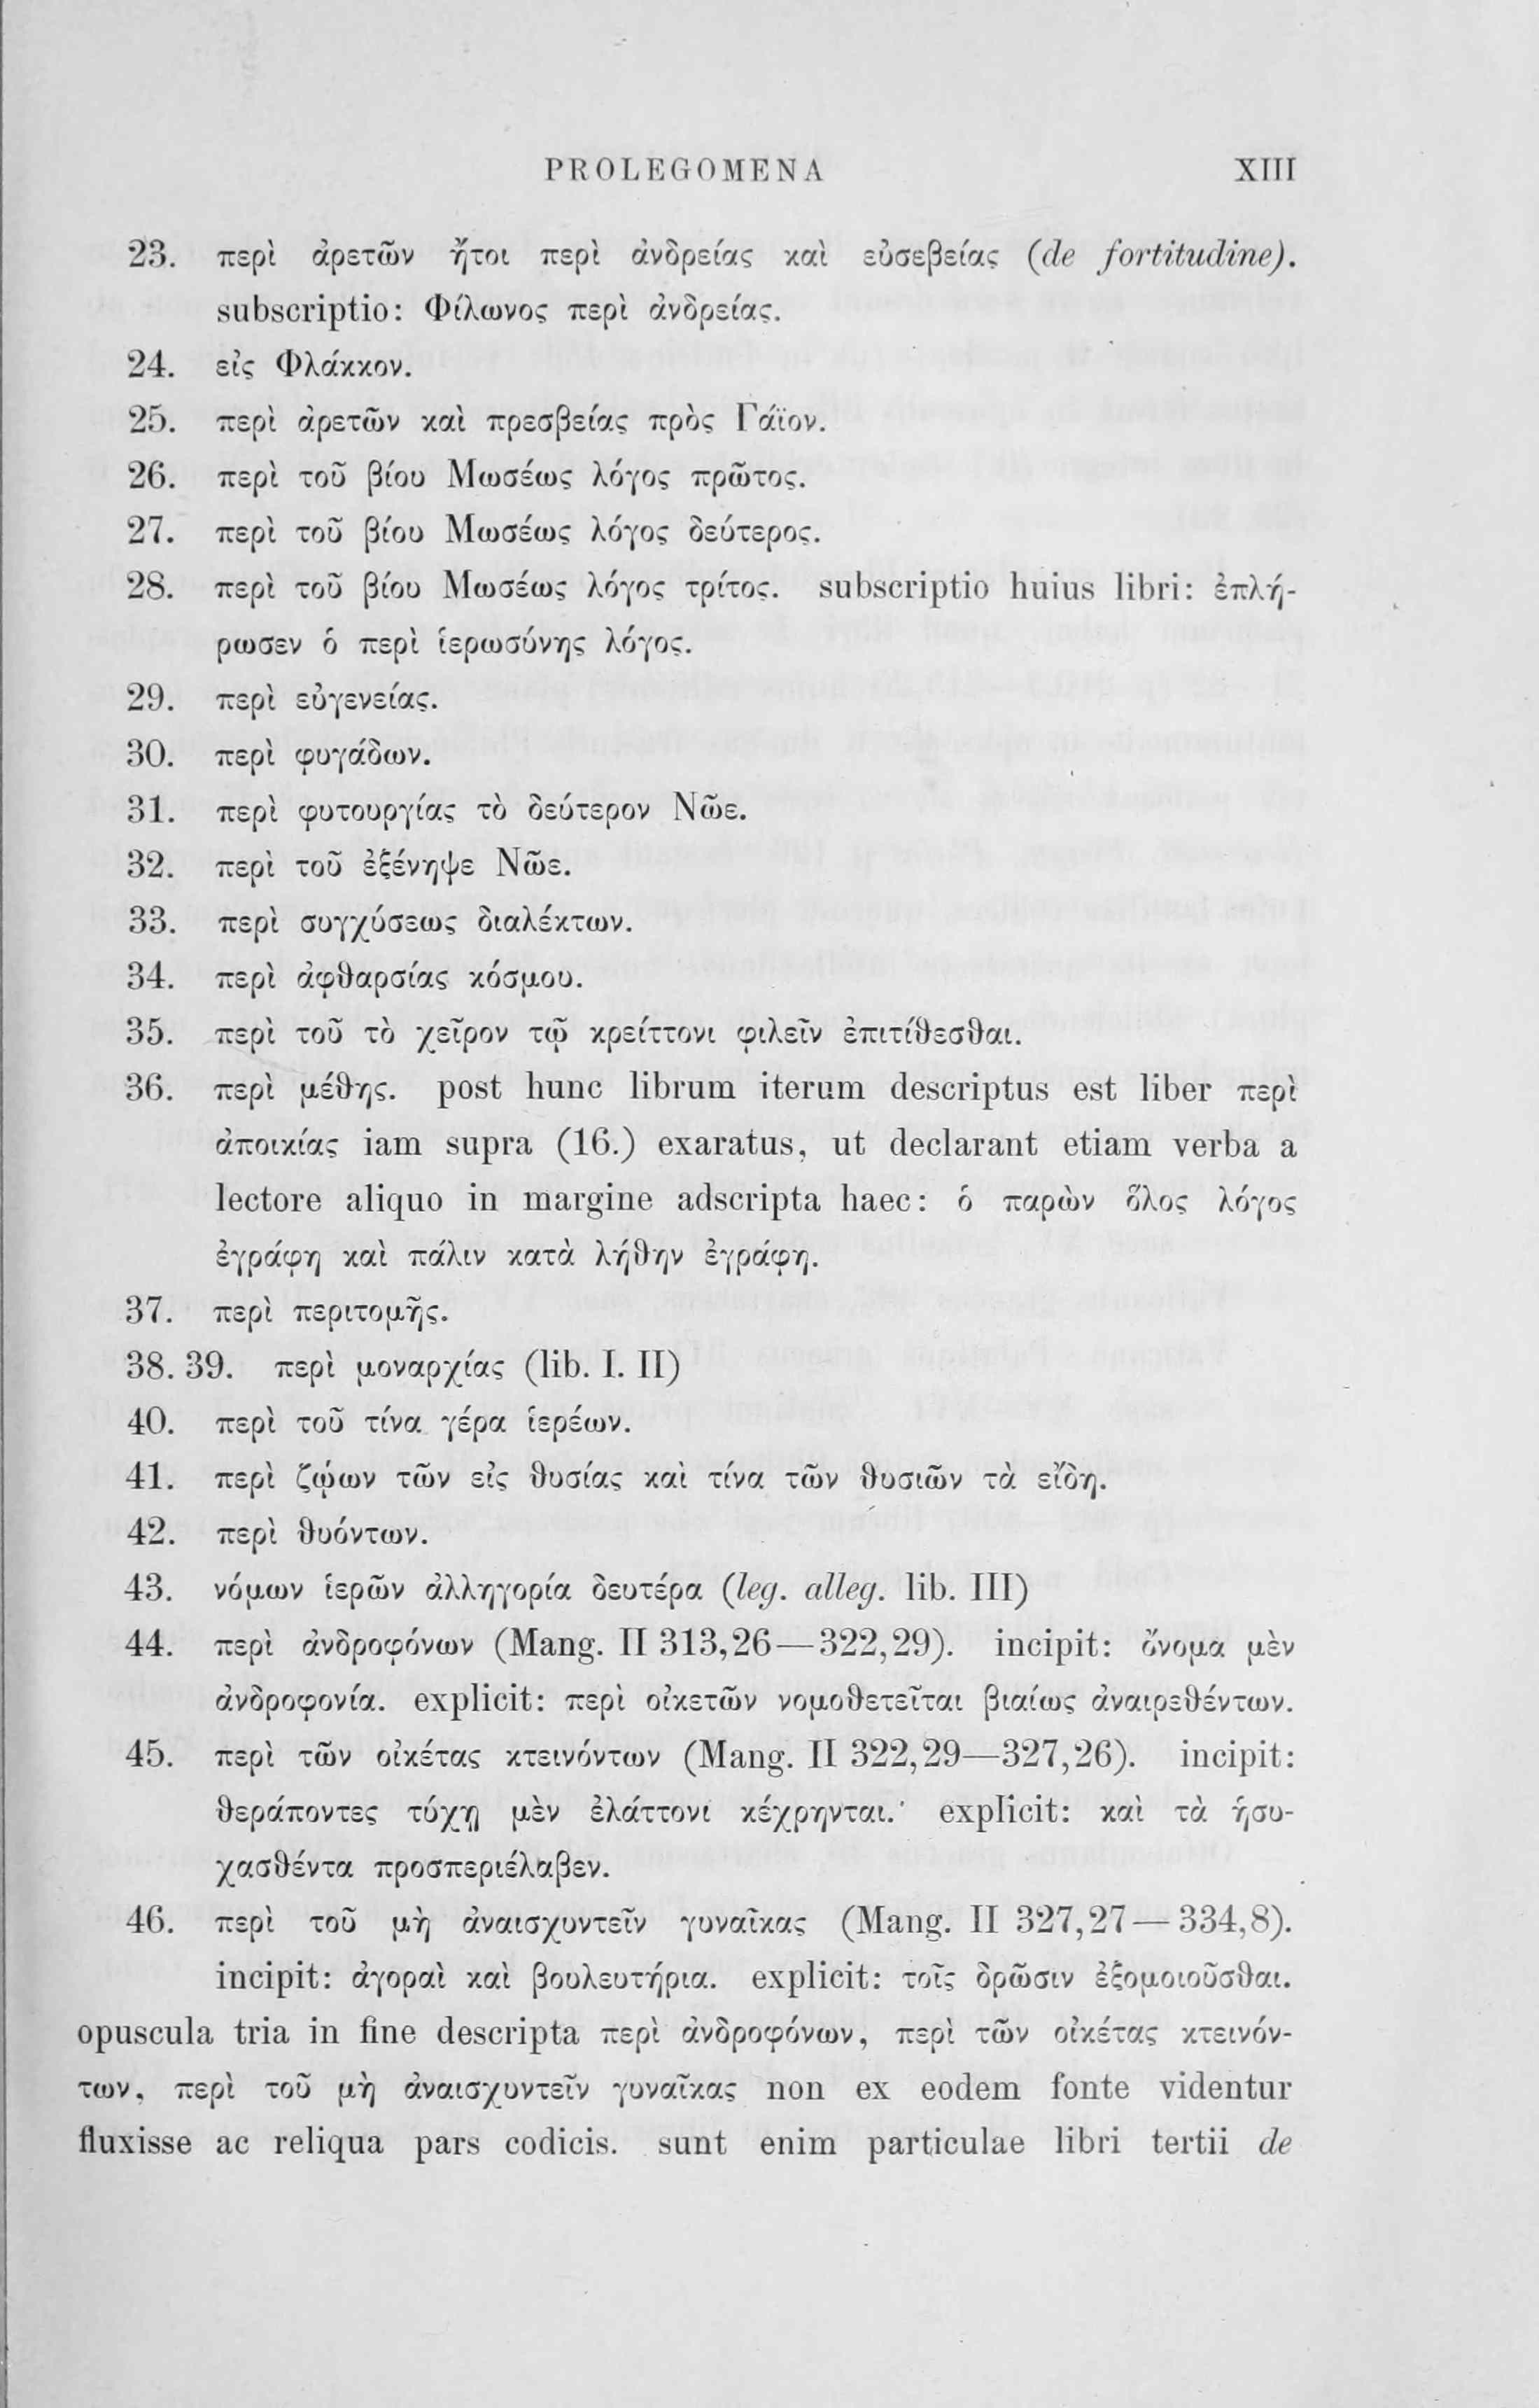 PROLEGOMENA XIII
23. περὶ ἀρετῶν ἤτοι περὶ ἀνδρείας καὶ εὐσεβείας (de fortitudine).
subscriptio: Φίλωνος περὶ ἀνδρείας.
24. εἰς Φλάκκον.
25. περὶ ἀρετῶν καὶ πρεσβείας πρὸς Γάϊον.
26. περὶ τοῦ βίου Μωσέως λόγος πρῶτος.
27. περὶ τοῦ βίου Μωσέως λόγος δεύτερος.
28. περὶ τοῦ βίου Μωσέως λόγος τρίτος. subscriptio huius libri: ἐπλή-
ρωσεν ὁ περὶ ἱερωσύνης λόγος.
29. περὶ εὐγενείας.
30. περὶ φυγάδων.
31. περὶ φυτουργίας τὸ δεύτερον Νῶε.
32. περὶ τοῦ ἐξένηψε Νῶε.
33. περὶ συγχύσεως διαλέκτων.
34. περὶ ἀφθαρσίας κόσμου.
35. περὶ τοῦ τὸ χεῖρον τῷ κρείττονι φιλεῖν ἐπιτίθεσθαι.
36. περὶ μέθης. post hunc librum iterum descriptus est liber περὶ
ἀποικίας iam supra (16.) exaratus, ut declarant etiam verba a
lectore aliquo in margine adscripta haec: ὁ παρὼν ὅλος λόγος
ἐγράφη καὶ πάλιν κατὰ λήθην ἐγράφη.
37. περὶ περιτομῆς.
38. 39. περὶ μοναρχίας (lib. I. II)
40. περὶ τοῦ τίνα γέρα ἱερέων.
41. περὶ ζῴων τῶν εἰς θυσίας καὶ τίνα τῶν θυσιῶν τὰ εἴδη.
42. περὶ θυόντων.
43. νόμων ἱερῶν ἀλληγορία δευτέρα (leg. alleg. lib. III)
44. περὶ ἀνδροφόνων (Mang. II 313,26—322,29). incipit: ὄνομα μὲν
ἀνδροφονία. explicit: περὶ οἰκετῶν νομοθετεῖται βιαίως ἀναιρεθέντων.
45. περὶ τῶν οἰκέτας κτεινόντων (Mang. II 322,29—327,26). incipit:
θεράποντες τύχῃ μὲν ἐλάττονι κέχρηνται. explicit: καὶ τὰ ἡσυ-
χασθέντα προσπεριέλαβεν.
46. περὶ τοῦ μὴ ἀναισχυντεῖν γυναῖκας (Mang. II 327,27—334,8).
incipit: ἀγοραὶ καὶ βουλευτήρια. explicit: τοῖς δρῶσιν ἐξομοιοῦσθαι.
opuscula tria in fine descripta περὶ ἀνδροφόνων, περὶ τῶν οἰκέτας κτεινόν-
των, περὶ τοῦ μὴ ἀναισχυντεῖν γυναῖκας non ex eodem fonte videntur
fluxisse ac reliqua pars codicis. sunt enim particulae libri tertii de